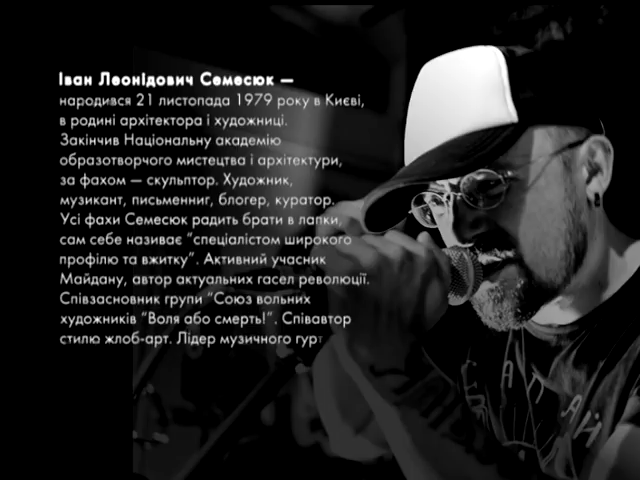 Іван Леонідович Семесюк —
народився 21 листопада 1979 року в Києві,
в родині архітектора і художниці.
Закінчив Національну академію
образотворчого мистецтва і архітектури,
за фахом — скульптор. Художник,
музикант, письменниг, блогер, куратор.
Усі фахи Семесюк радить брати в лапки,
сам себе називає "спеціалістом широкого
профілю та вжитку". Активний учасник
Майдану, автор актуальних гасел революції.
Співзасновник групи "Союз вольних
художників "Воля або смерть!". Співавтор
стилю жлоб-арт. Лідер музичного гурт